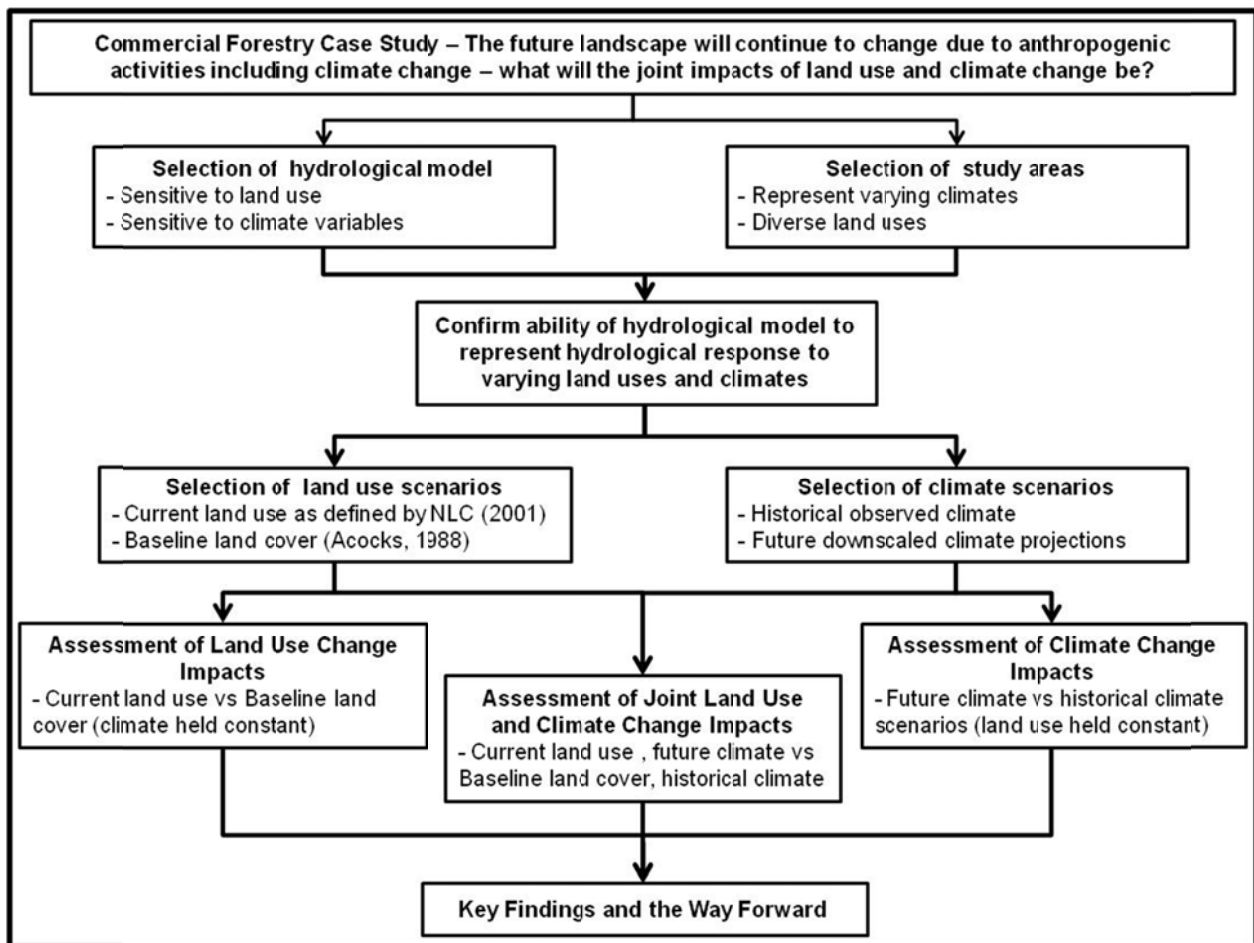 Commercial Forestry Case Study – The future landscape will continue to change due to anthropogenic
activities including climate change – what will the joint impacts of land use and climate change be?
Selection of hydrological model
- Sensitive to land use
- Sensitive to climate variables
Selection of study areas
- Represent varying climates
- Diverse land uses
Confirm ability of hydrological model to
represent hydrological response to
varying land uses and climates
Selection of land use scenarios
- Current land use as defined by NLC (2001)
- Baseline land cover (Acocks, 1988)
Selection of climate scenarios
- Historical observed climate
- Future downscaled climate projections
Assessment of Land Use Change
Impacts
- Current land use vs Baseline land
cover (climate held constant)
Assessment of Joint Land Use
and Climate Change Impacts
- Current land use , future climate vs
Baseline land cover, historical climate
Assessment of Climate Change
Impacts
- Future climate vs historical climate
scenarios (land use held constant)
Key Findings and the Way Forward